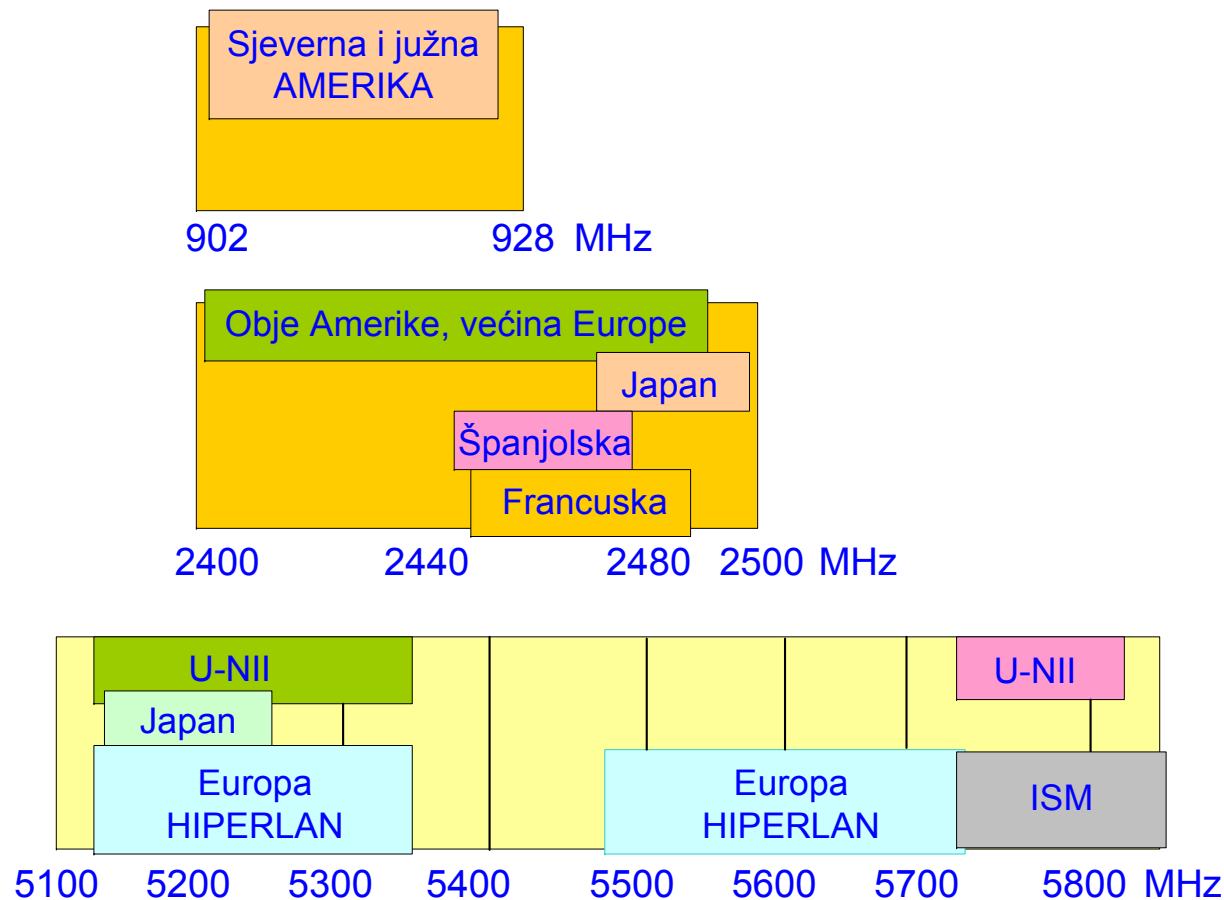 Sjeverna i južna
AMERIKA
902 928 MHz
Obje Amerike, većina Europe
Japan
Španjolska
Francuska
2400 2440 2480 2500 MHz
U-NII U-NII
Japan
Europa
HIPERLAN
Europa
HIPERLAN
ISM
5100 5200 5300 5400 5500 5600 5700 5800 MHz